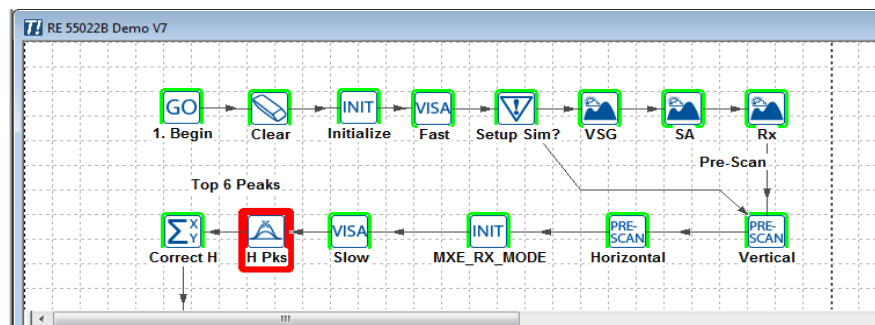 T! RE 55022B Demo V7
GO INIT VISA
1. Begin Clear Initialize Fast Setup Sim? VSG SA Rx
Pre-Scan
Top 6 Peaks
Σ X Y VISA INIT PRE-SCAN PRE-SCAN
Correct H H Pks Slow MXE_RX_MODE Horizontal Vertical